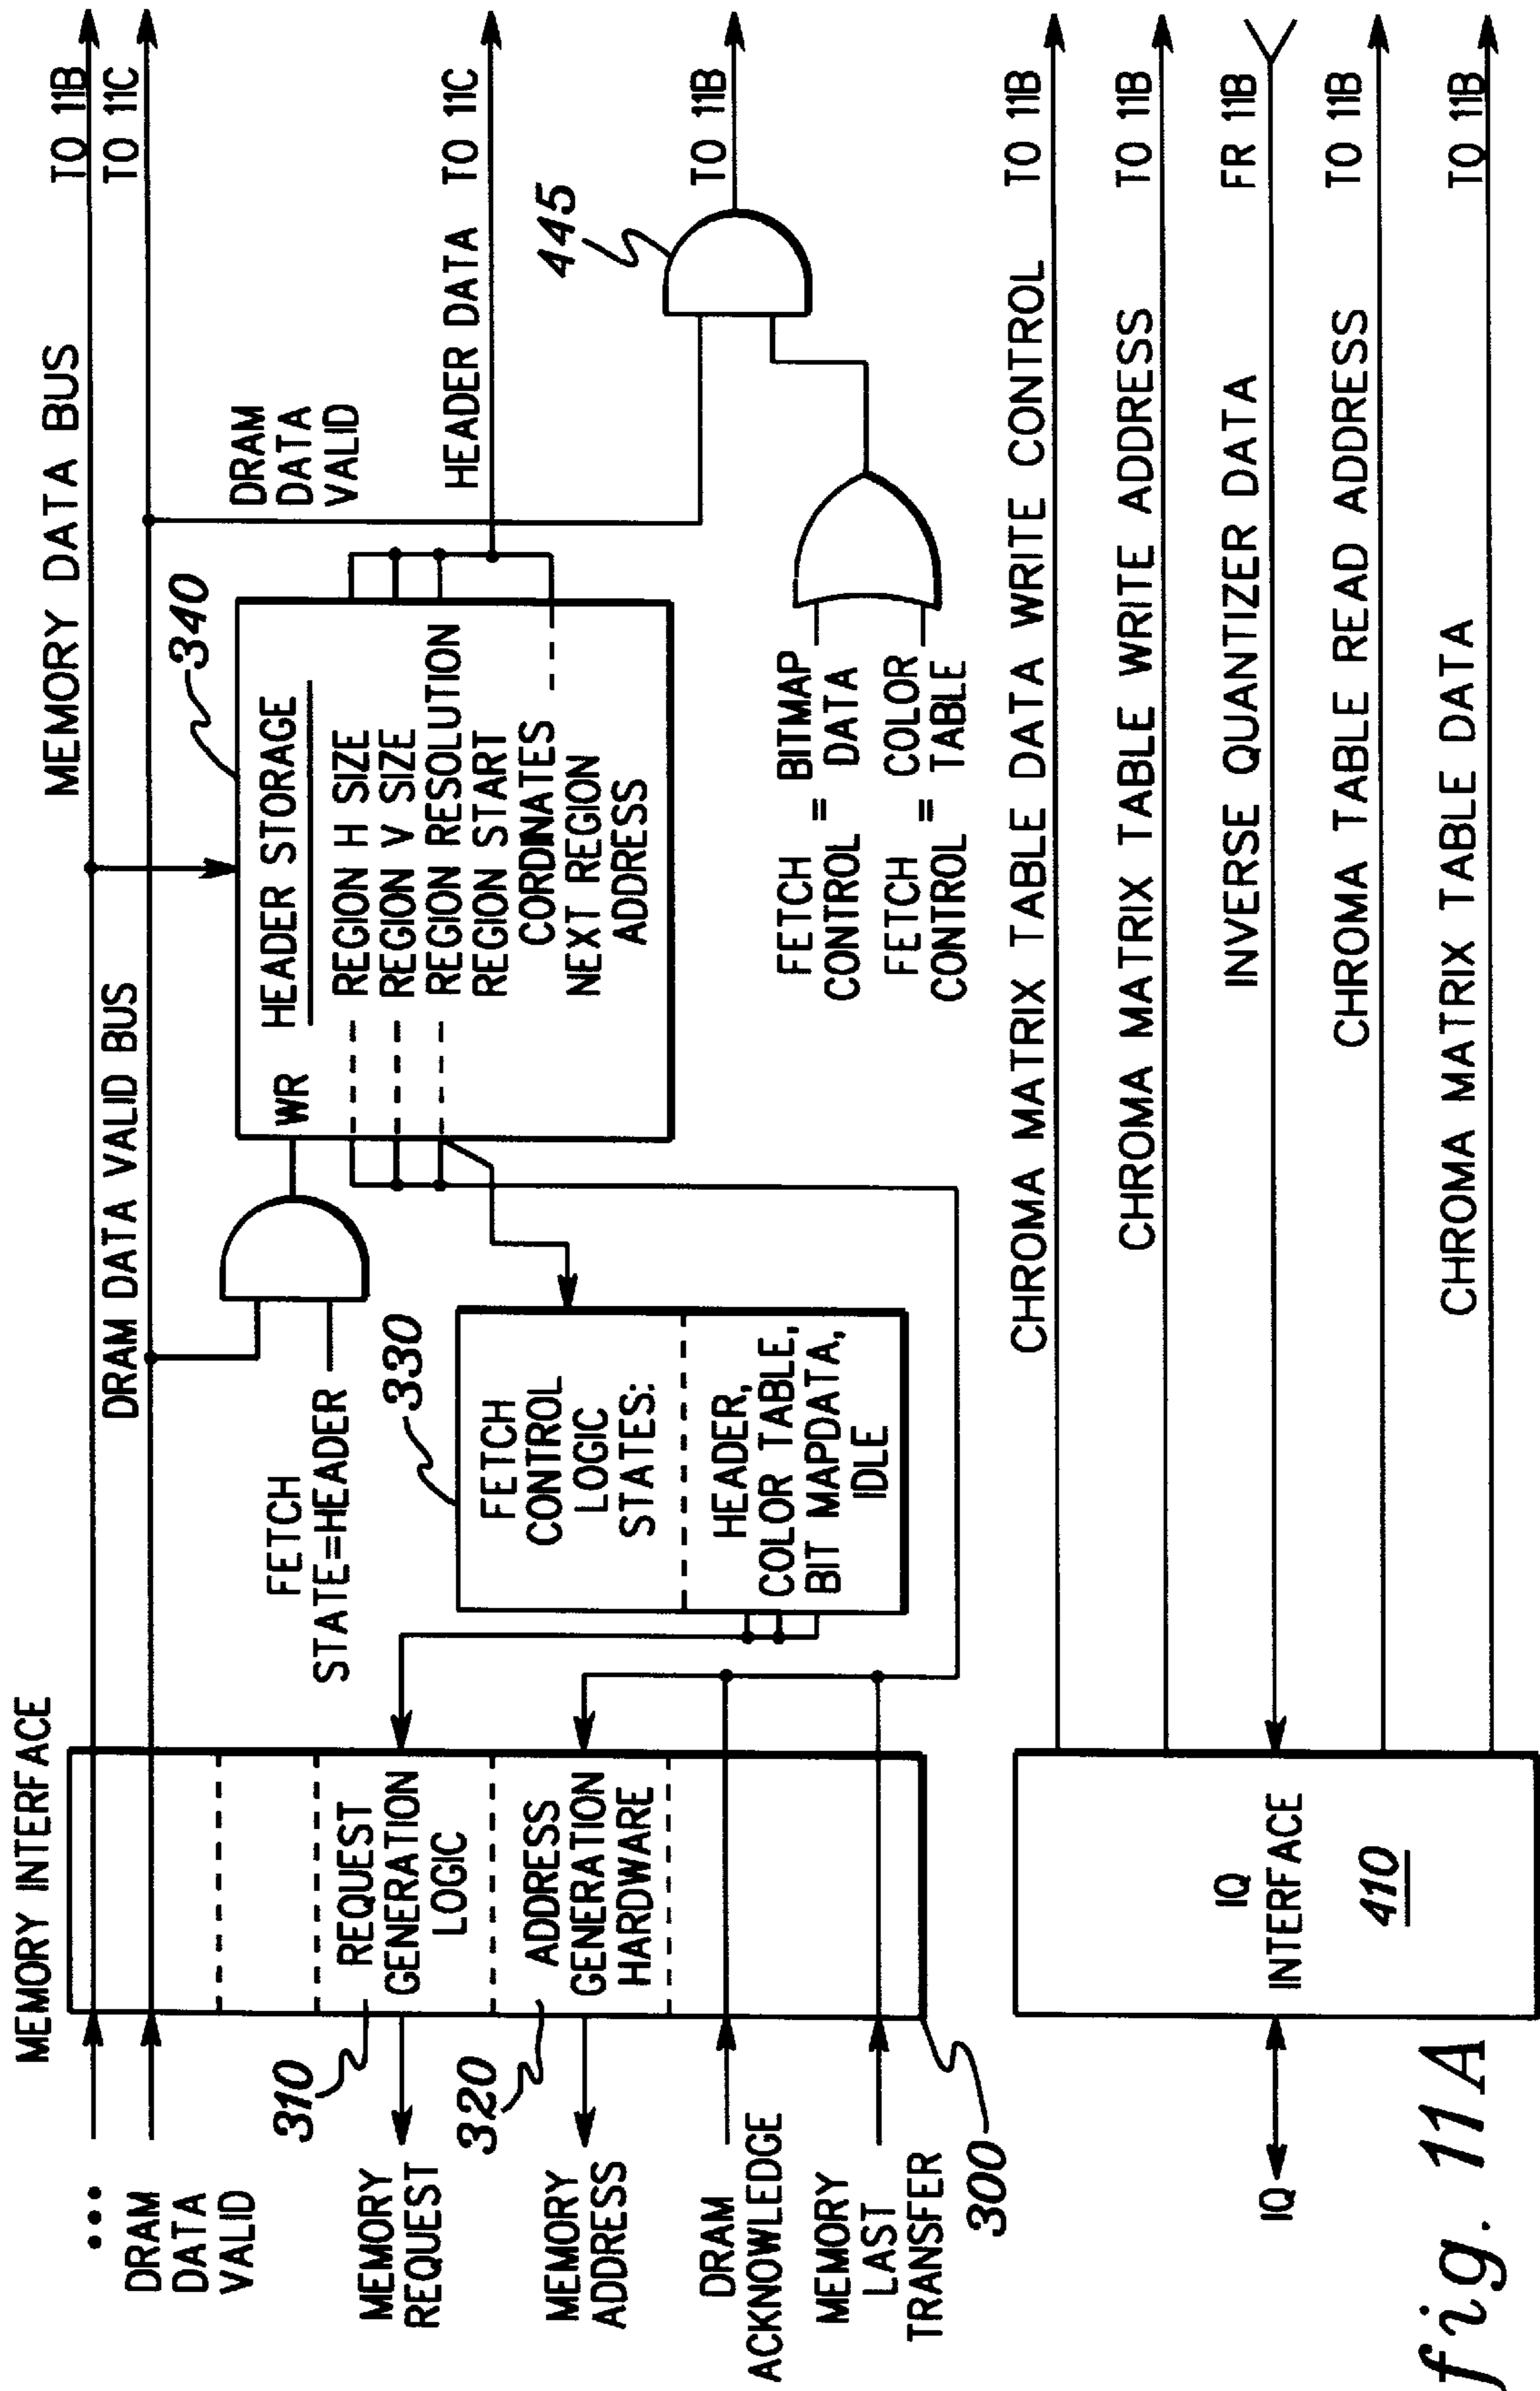 MEMORY INTERFACE
MEMORY DATA BUS
TO 11B
DRAM DATA VALID BUS
TO 11C
• • •
DRAM
DATA
VALID
FETCH
STATE=HEADER
WR
340
HEADER STORAGE
REGION H SIZE
REGION V SIZE
REGION RESOLUTION
REGION START
CORDINATES
NEXT REGION
ADDRESS
DRAM
DATA
VALID
HEADER DATA TO 11C
310
REQUEST
GENERATION
LOGIC
MEMORY
REQUEST
320
ADDRESS
GENERATION
HARDWARE
MEMORY
ADDRESS
330
FETCH
CONTROL
LOGIC
STATES:
HEADER,
COLOR TABLE,
BIT MAPDATA,
IDLE
445
TO 11B
FETCH = BITMAP
CONTROL DATA
FETCH = COLOR
CONTROL TABLE
DRAM
ACKNOWLEDGE
MEMORY
LAST
TRANSFER
300
CHROMA MATRIX TABLE DATA WRITE CONTROL TO 11B
CHROMA MATRIX TABLE WRITE ADDRESS TO 11B
IQ
IQ
INTERFACE
410
INVERSE QUANTIZER DATA FR 11B
CHROMA TABLE READ ADDRESS TO 11B
CHROMA MATRIX TABLE DATA TO 11B
fig. 11A